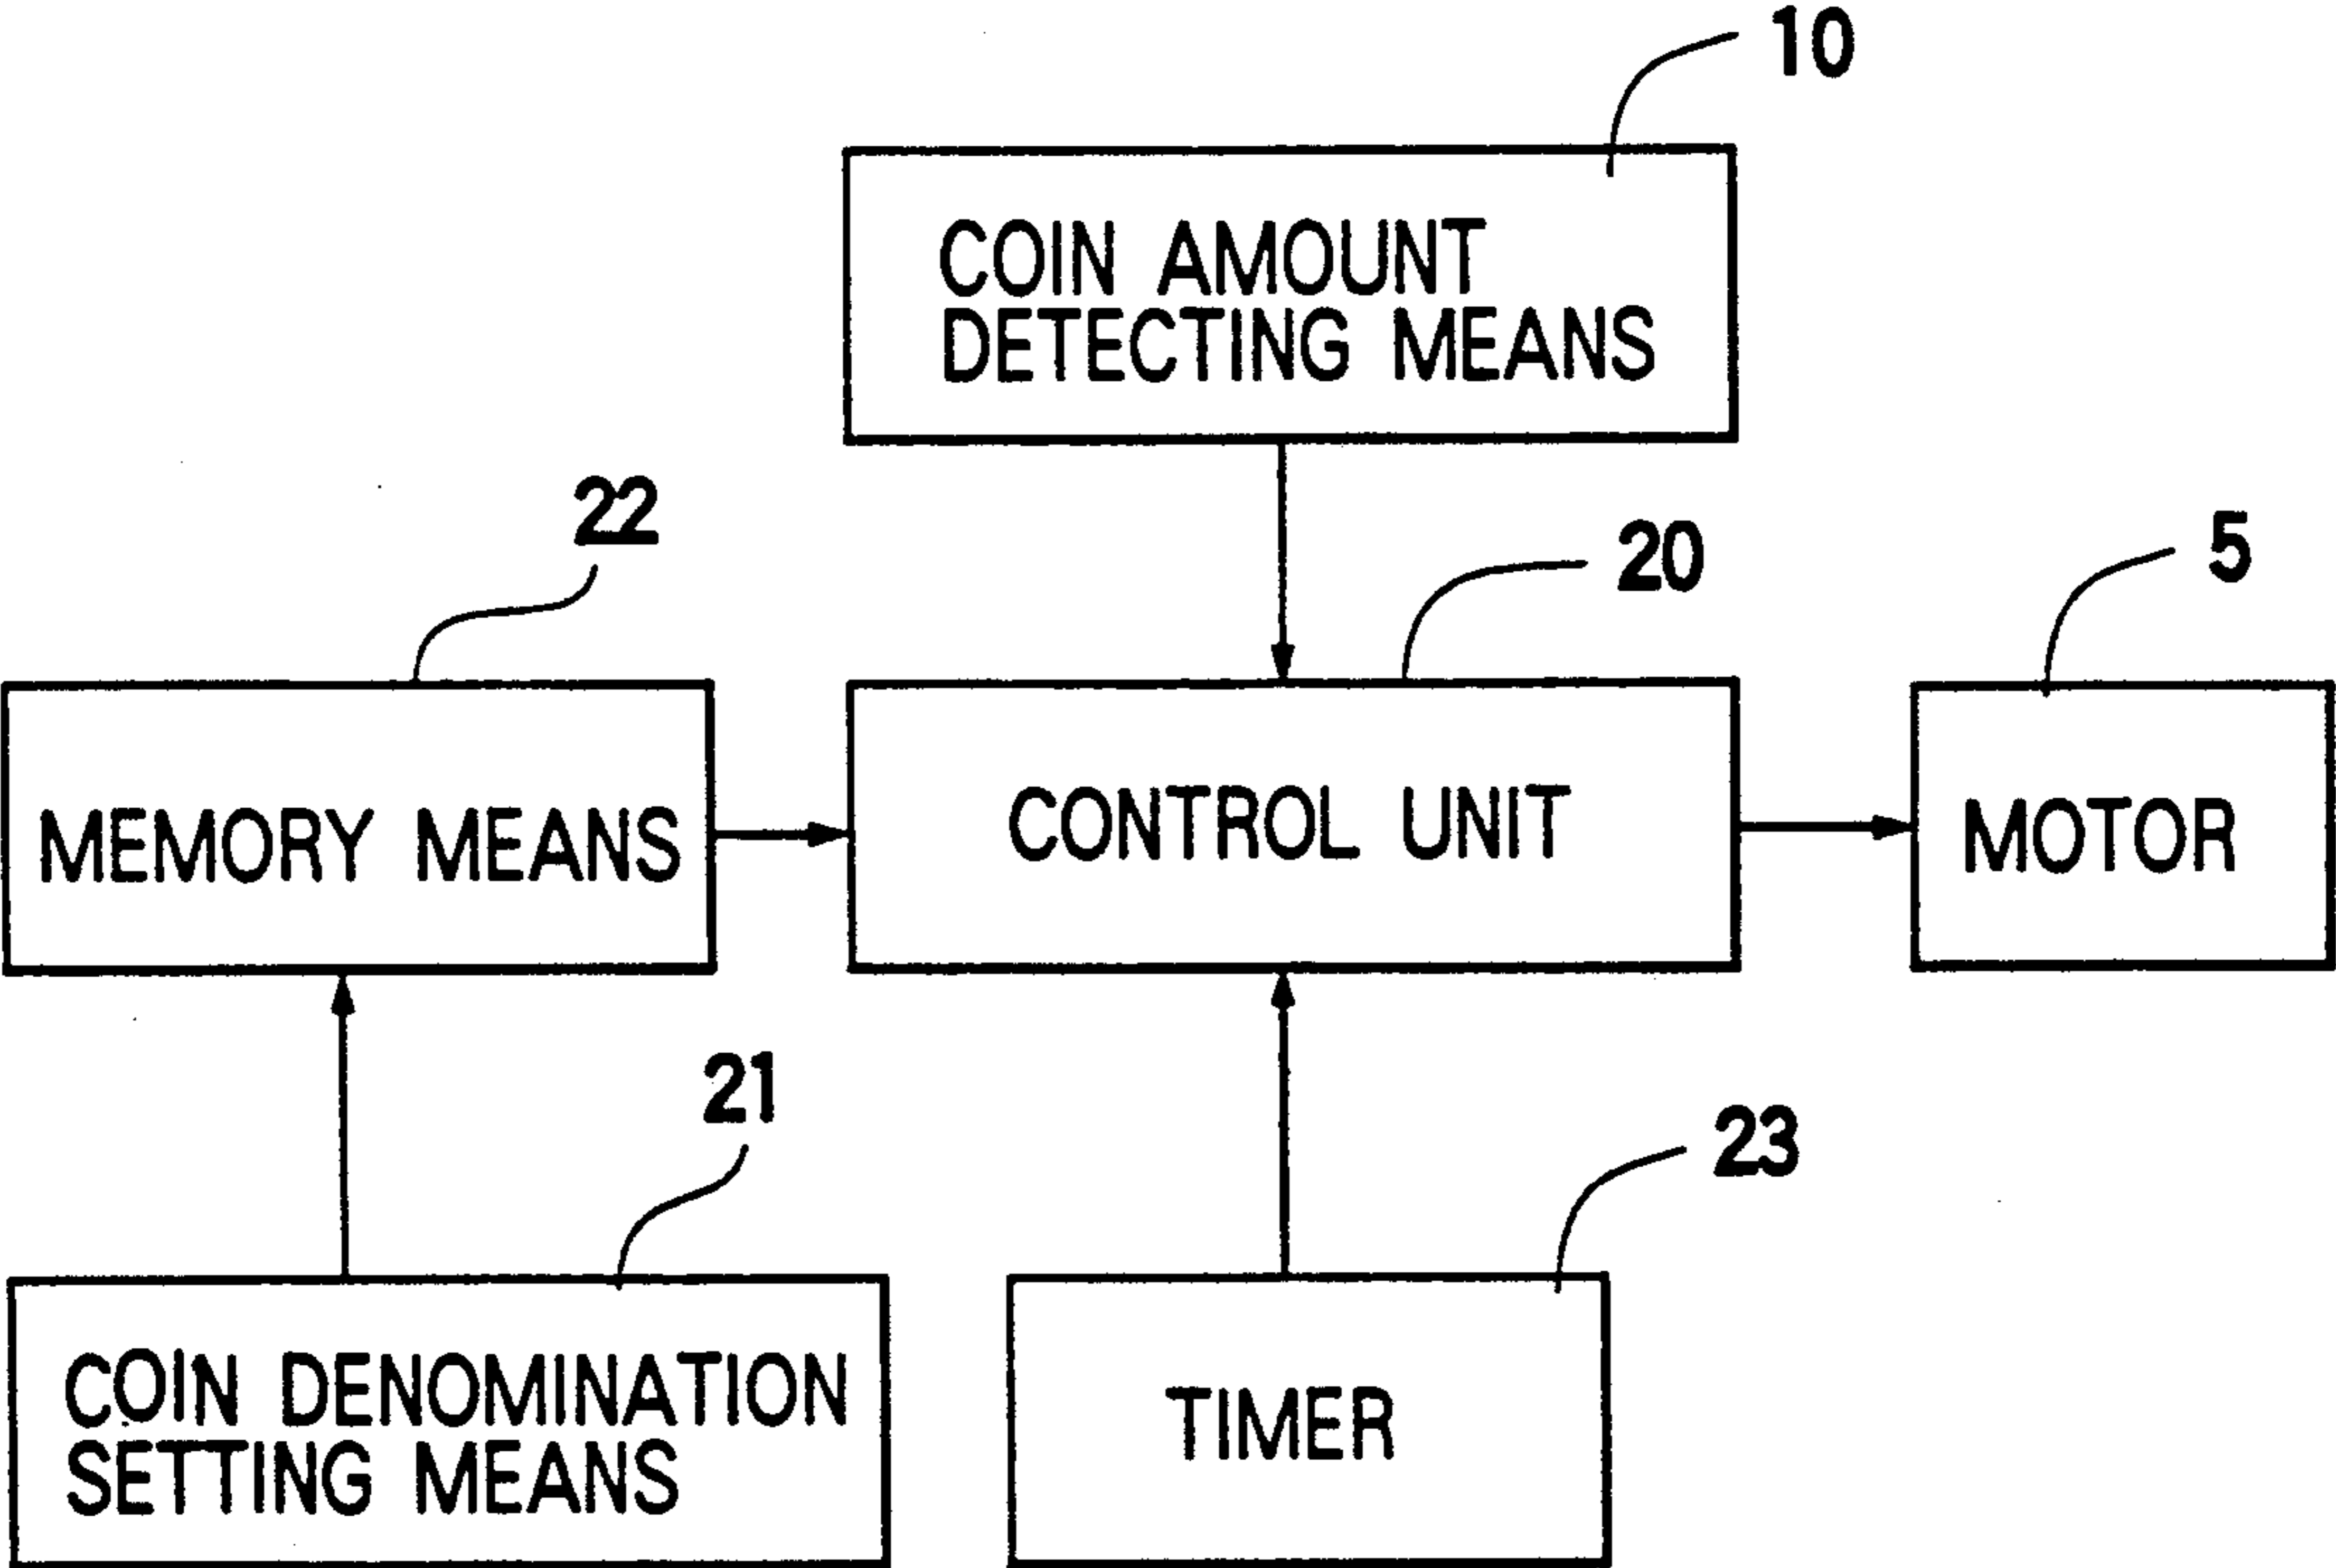 10
COIN AMOUNT
DETECTING MEANS
22
20
5
MEMORY MEANS
CONTROL UNIT
MOTOR
21
23
COIN DENOMINATION
SETTING MEANS
TIMER